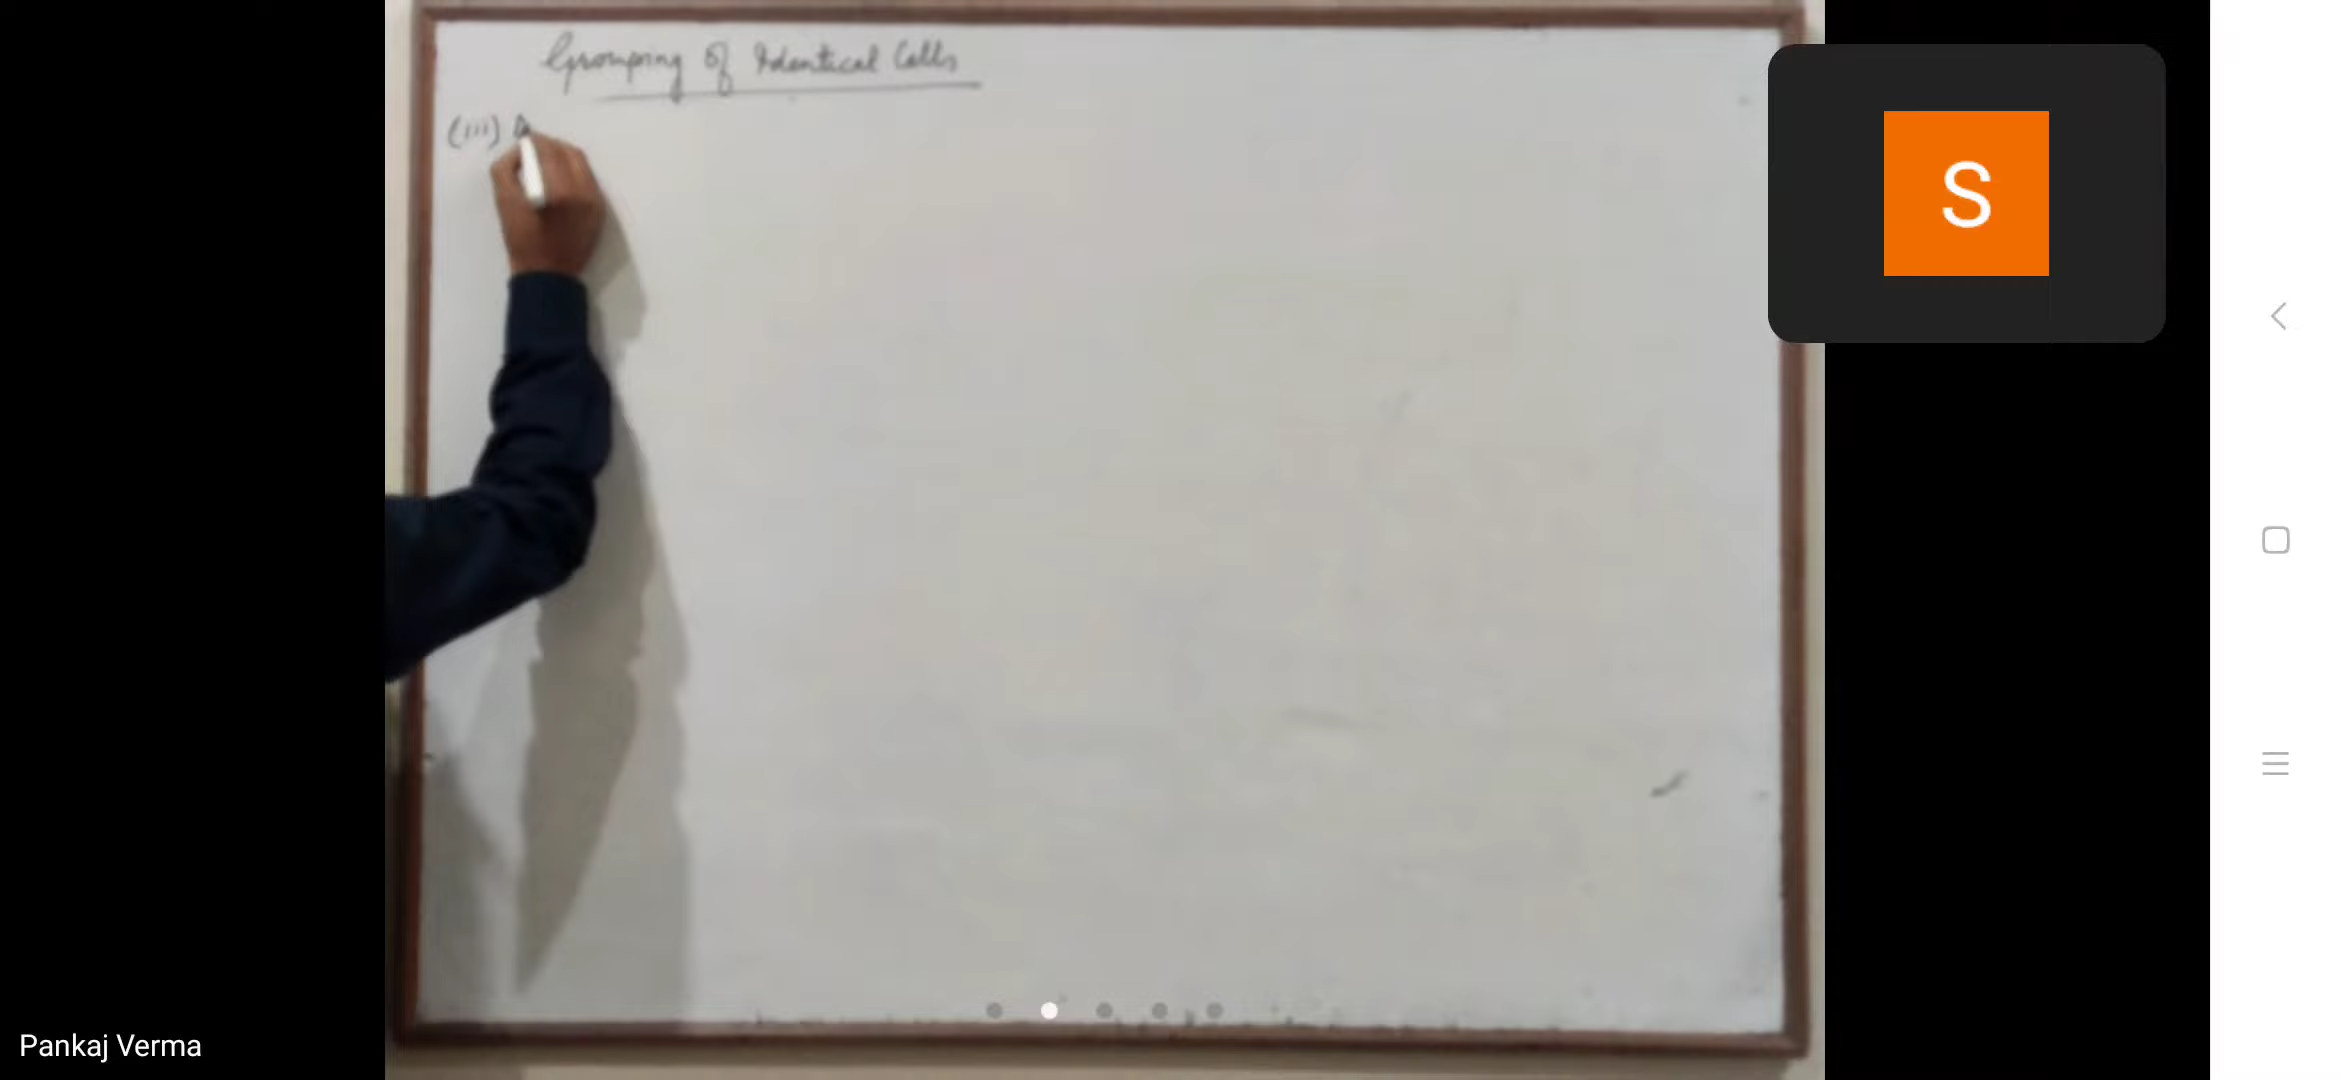 Grouping of Identical Cells
(iii)
S
Pankaj Verma